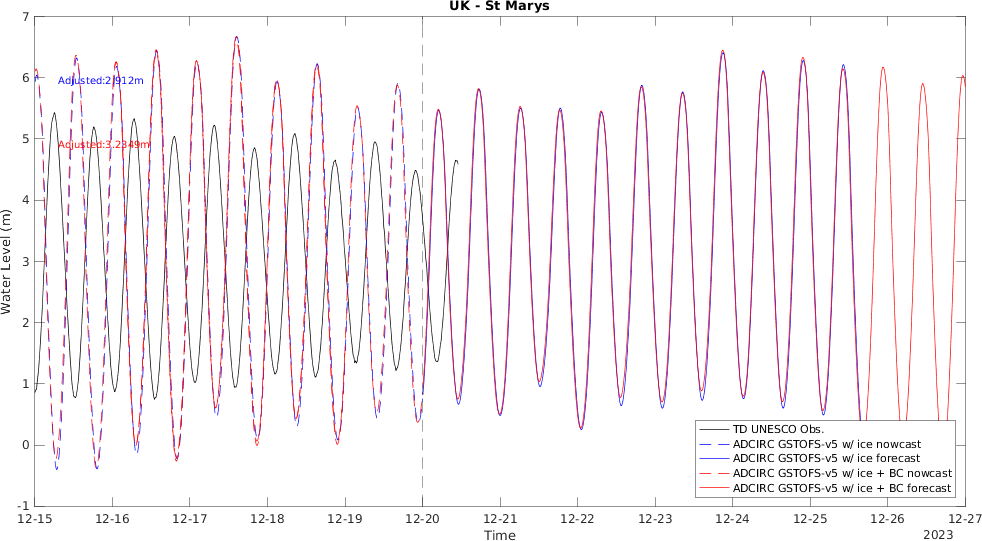 UK - St Marys
7
6
5
4
3
2
1
0
-1
Water Level (m)
Adjusted:2.912m
Adjusted:3.2349m
TD UNESCO Obs.
ADCIRC GSTOFS-v5 w/ ice nowcast
ADCIRC GSTOFS-v5 w/ ice forecast
ADCIRC GSTOFS-v5 w/ ice + BC nowcast
ADCIRC GSTOFS-v5 w/ ice + BC forecast
12-15 12-16 12-17 12-18 12-19 12-20 12-21 12-22 12-23 12-24 12-25 12-26 12-27
Time
2023